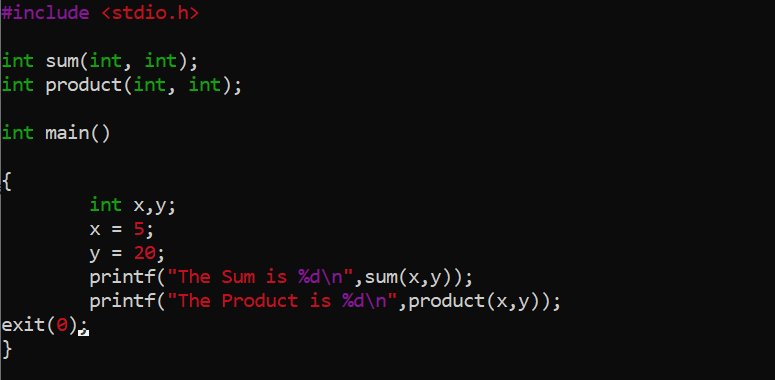 #include <stdio.h>
int sum(int, int);
int product(int, int);
int main()
{
        int x,y;
        x = 5;
        y = 20;
        printf("The Sum is %d\n",sum(x,y));
        printf("The Product is %d\n",product(x,y));
exit(0);
}